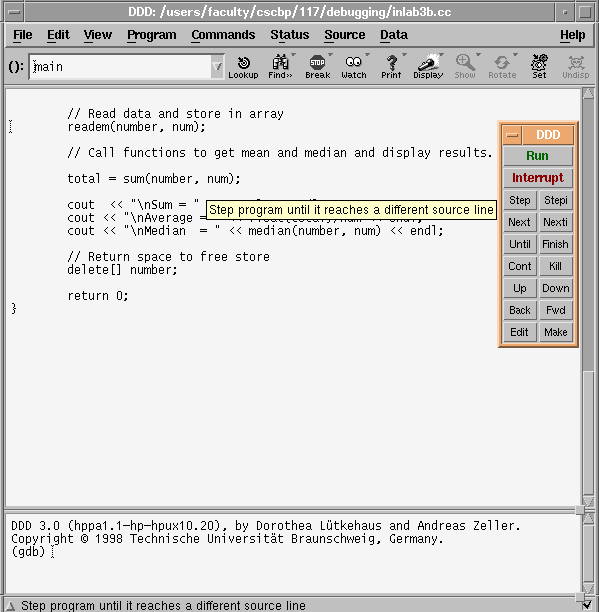 DDD: /users/faculty/cscbp/117/debugging/inlab3b.cc
File Edit View Program Commands Status Source Data Help
(): main
Lookup Find>> Break Watch Print Display Show Rotate Set Undisp
// Read data and store in array
readem(number, num);
// Call functions to get mean and median and display results.
total = sum(number, num);
cout << "\nSum = "
cout << "\nAverage =
cout << "\nMedian = " << median(number, num) << endl;
// Return space to free store
delete[] number;
return 0;
}
Step program until it reaches a different source line
DDD
Run
Interrupt
Step Stepi
Next Nexti
Until Finish
Cont Kill
Up Down
Back Fwd
Edit Make
DDD 3.0 (hppa1.1-hp-hpux10.20), by Dorothea Lütkehaus and Andreas Zeller.
Copyright © 1998 Technische Universität Braunschweig, Germany.
(gdb)
Step program until it reaches a different source line